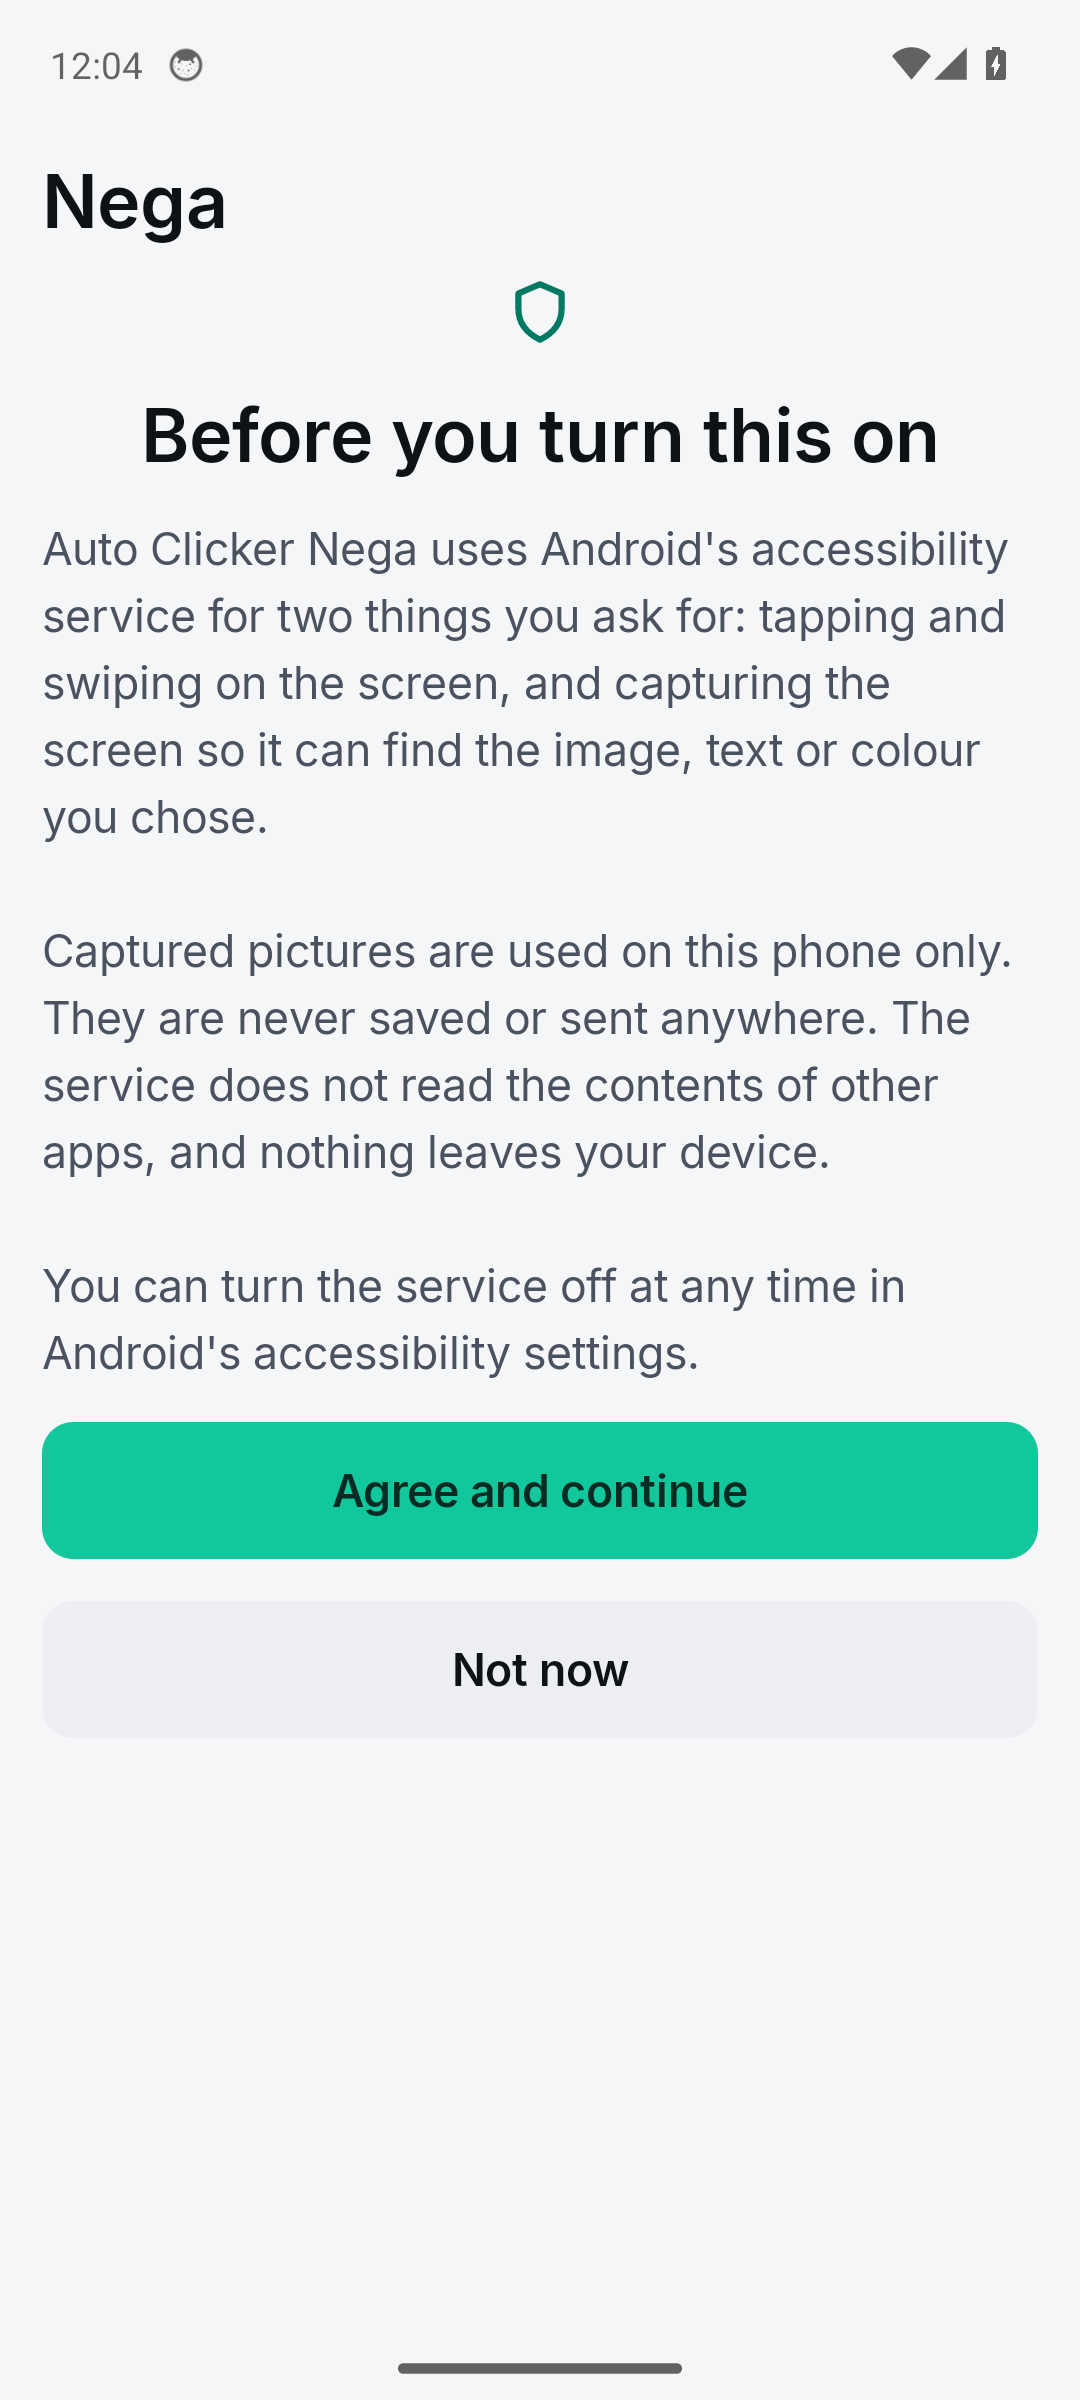 12:04
Nega
Before you turn this on
Auto Clicker Nega uses Android's accessibility
service for two things you ask for: tapping and
swiping on the screen, and capturing the
screen so it can find the image, text or colour
you chose.
Captured pictures are used on this phone only.
They are never saved or sent anywhere. The
service does not read the contents of other
apps, and nothing leaves your device.
You can turn the service off at any time in
Android's accessibility settings.
Agree and continue
Not now